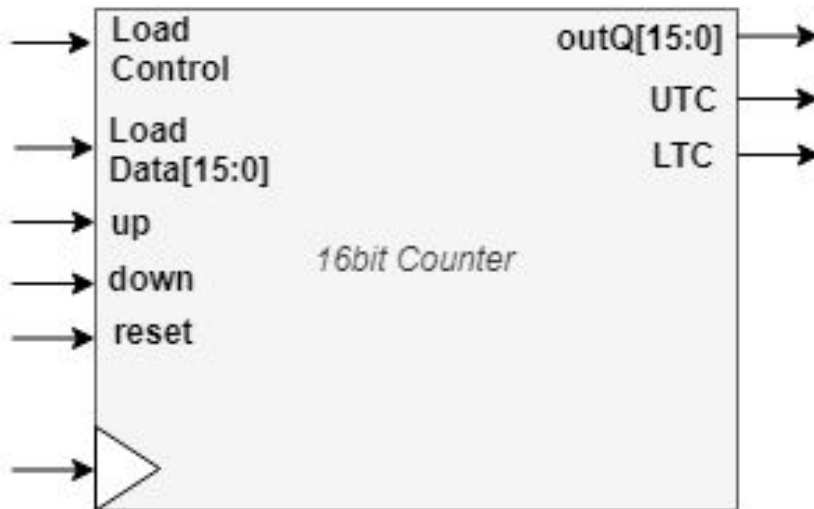 Load
Control
Load
Data[15:0]
up
down
reset
16bit Counter
outQ[15:0]
UTC
LTC